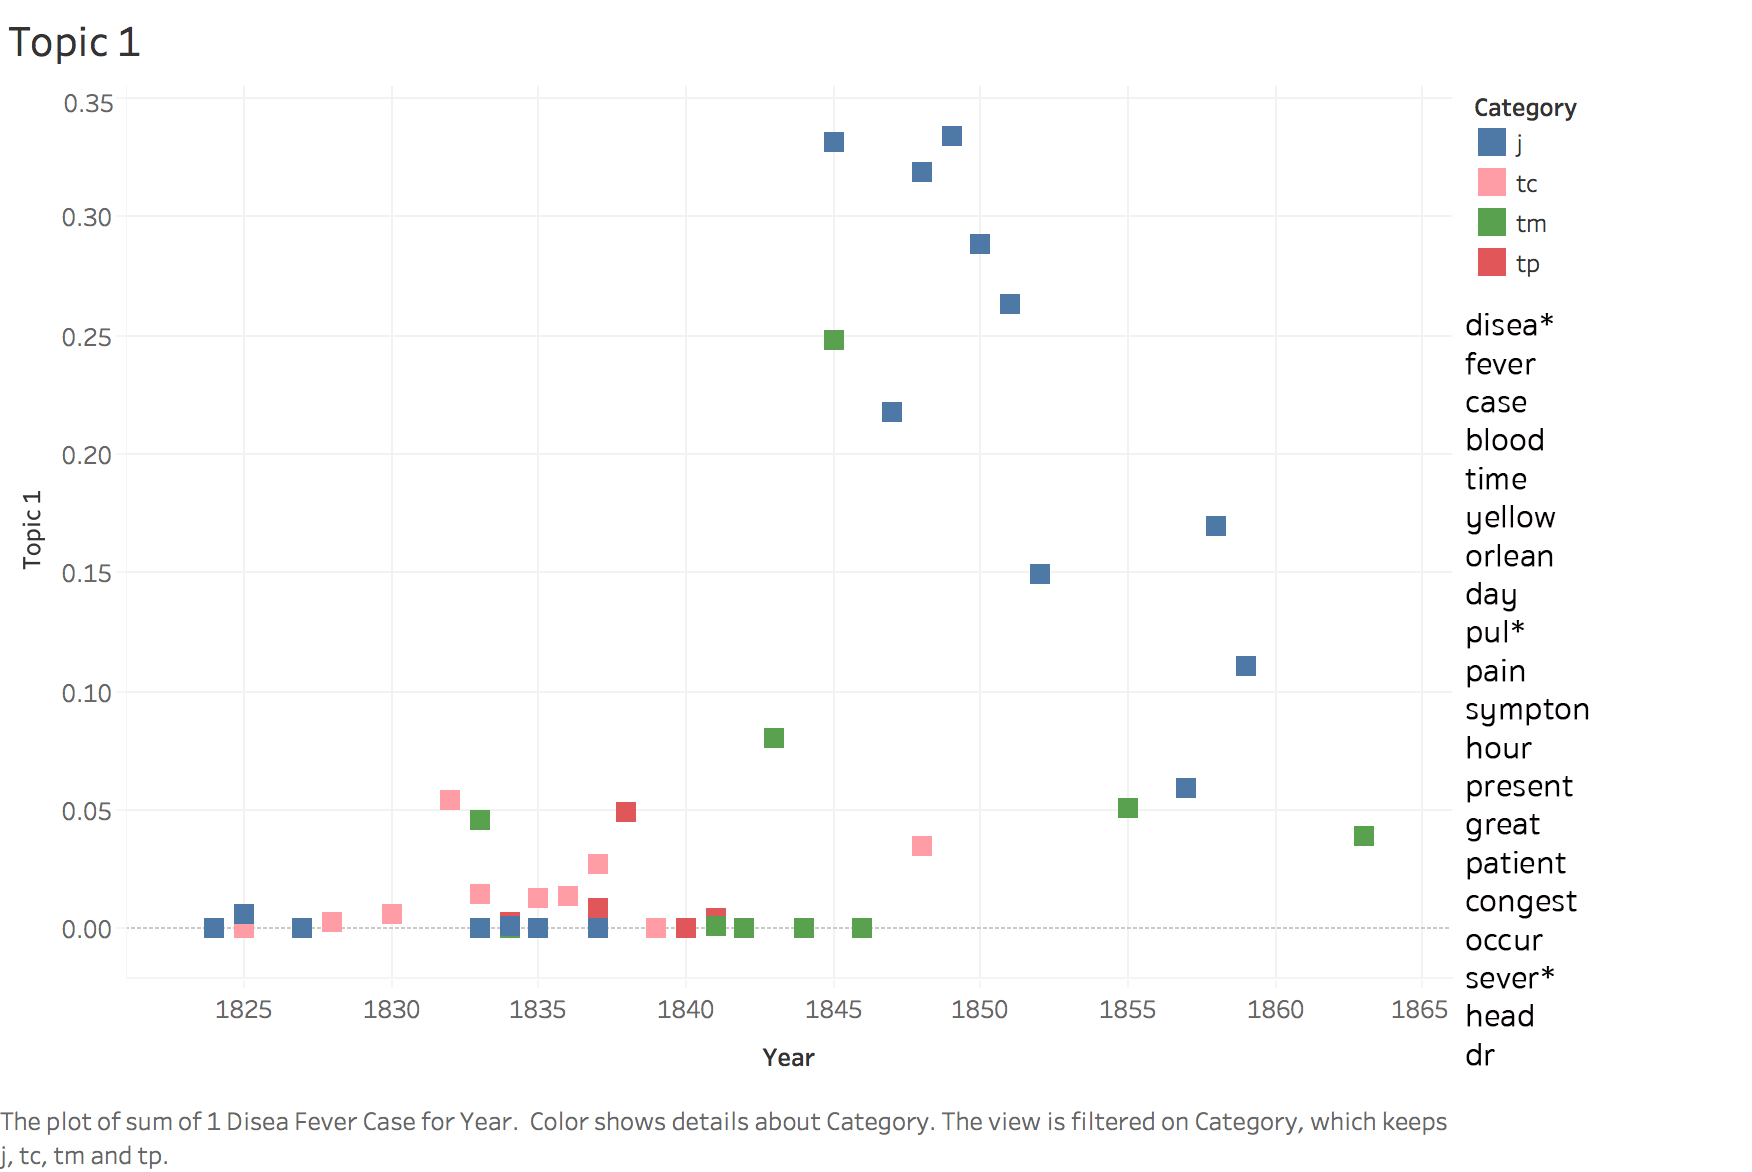 Topic 1
0.35
0.30
0.25
0.20
0.15
0.10
0.05
0.00
Topic 1
1825 1830 1835 1840 1845 1850 1855 1860 1865
Year
Category
j
tc
tm
tp
disea*
fever
case
blood
time
yellow
orlean
day
pul*
pain
sympton
hour
present
great
patient
congest
occur
sever*
head
dr
The plot of sum of 1 Disea Fever Case for Year.  Color shows details about Category. The view is filtered on Category, which keeps
j, tc, tm and tp.